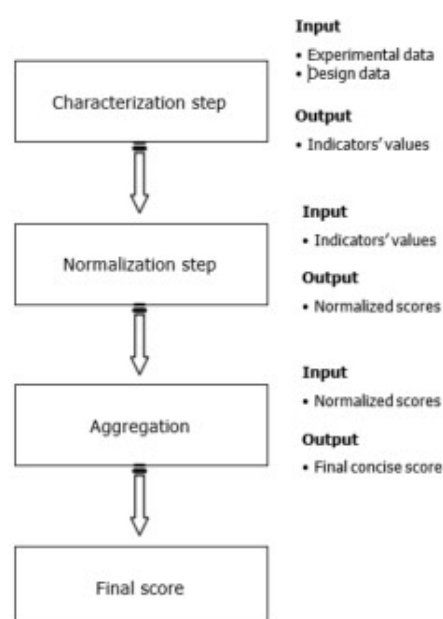 Input
• Experimental data
• Design data
Characterization step
Output
• Indicators' values
Input
• Indicators' values
Normalization step
Output
• Normalized scores
Input
• Normalized scores
Aggregation
Output
• Final concise score
Final score